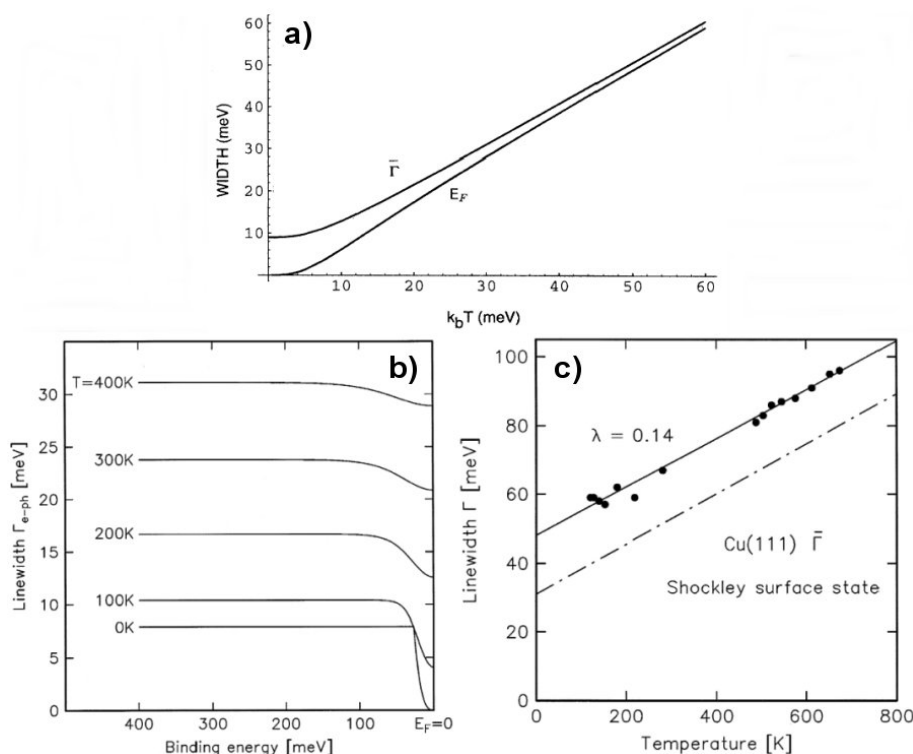 a)
60
50
40
30
20
10
WIDTH (meV)
Γ̄
E_F
10 20 30 40 50 60
k_bT (meV)
b)
T=400K
300K
200K
100K
0K
30
25
20
15
10
5
0
Linewidth Γ_e-ph [meV]
400 300 200 100 E_F=0
Binding energy [meV]
c)
100
80
60
40
20
0
Linewidth Γ [meV]
λ = 0.14
Cu(111) Γ̄
Shockley surface state
0 200 400 600 800
Temperature [K]